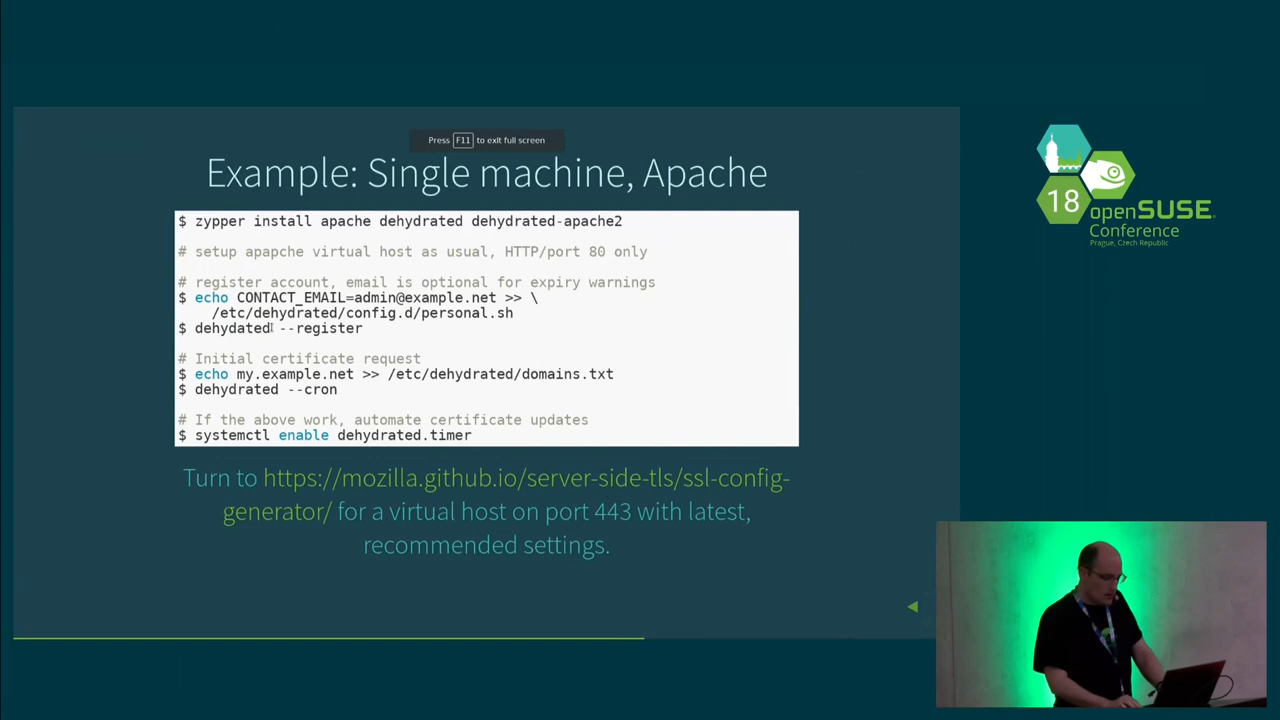 Press F11 to exit full screen
Example: Single machine, Apache
$ zypper install apache dehydrated dehydrated-apache2
# setup apapche virtual host as usual, HTTP/port 80 only
# register account, email is optional for expiry warnings
$ echo CONTACT_EMAIL=admin@example.net >> \
/etc/dehydrated/config.d/personal.sh
$ dehydated --register
# Initial certificate request
$ echo my.example.net >> /etc/dehydrated/domains.txt
$ dehydrated --cron
# If the above work, automate certificate updates
$ systemctl enable dehydrated.timer
Turn to https://mozilla.github.io/server-side-tls/ssl-config-
generator/ for a virtual host on port 443 with latest,
recommended settings.
18
openSUSE
Conference
Prague, Czech Republic